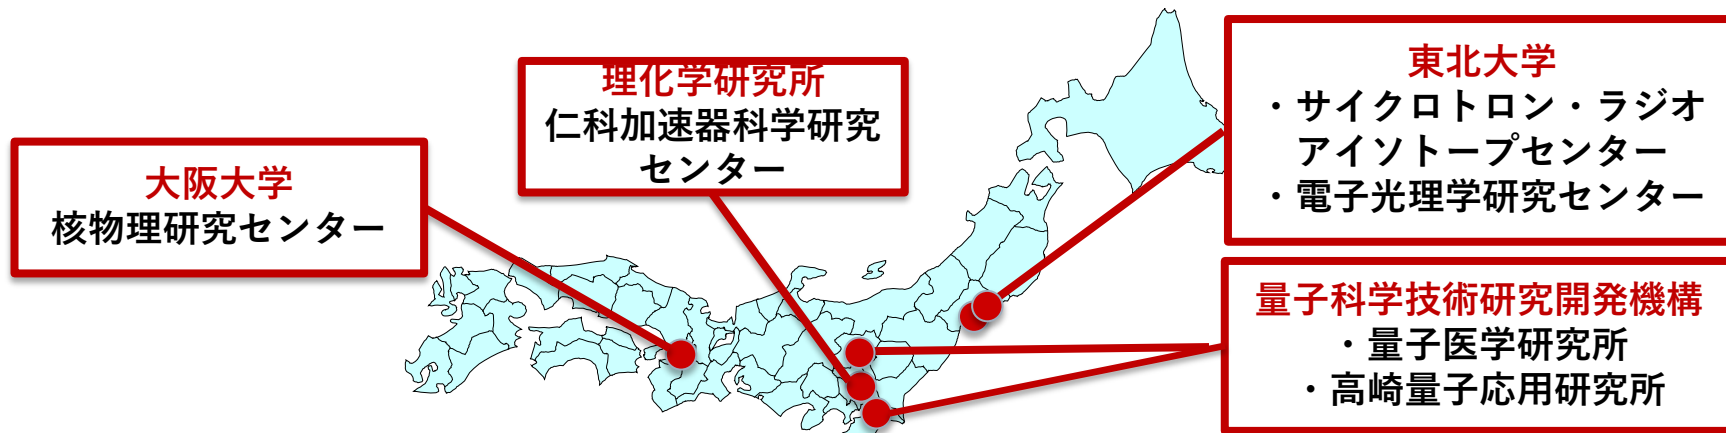 大阪大学
核物理研究センター
理化学研究所
仁科加速器科学研究
センター
東北大学
・サイクロトロン・ラジオ
アイソトープセンター
・電子光理学研究センター
量子科学技術研究開発機構
・量子医学研究所
・高崎量子応用研究所